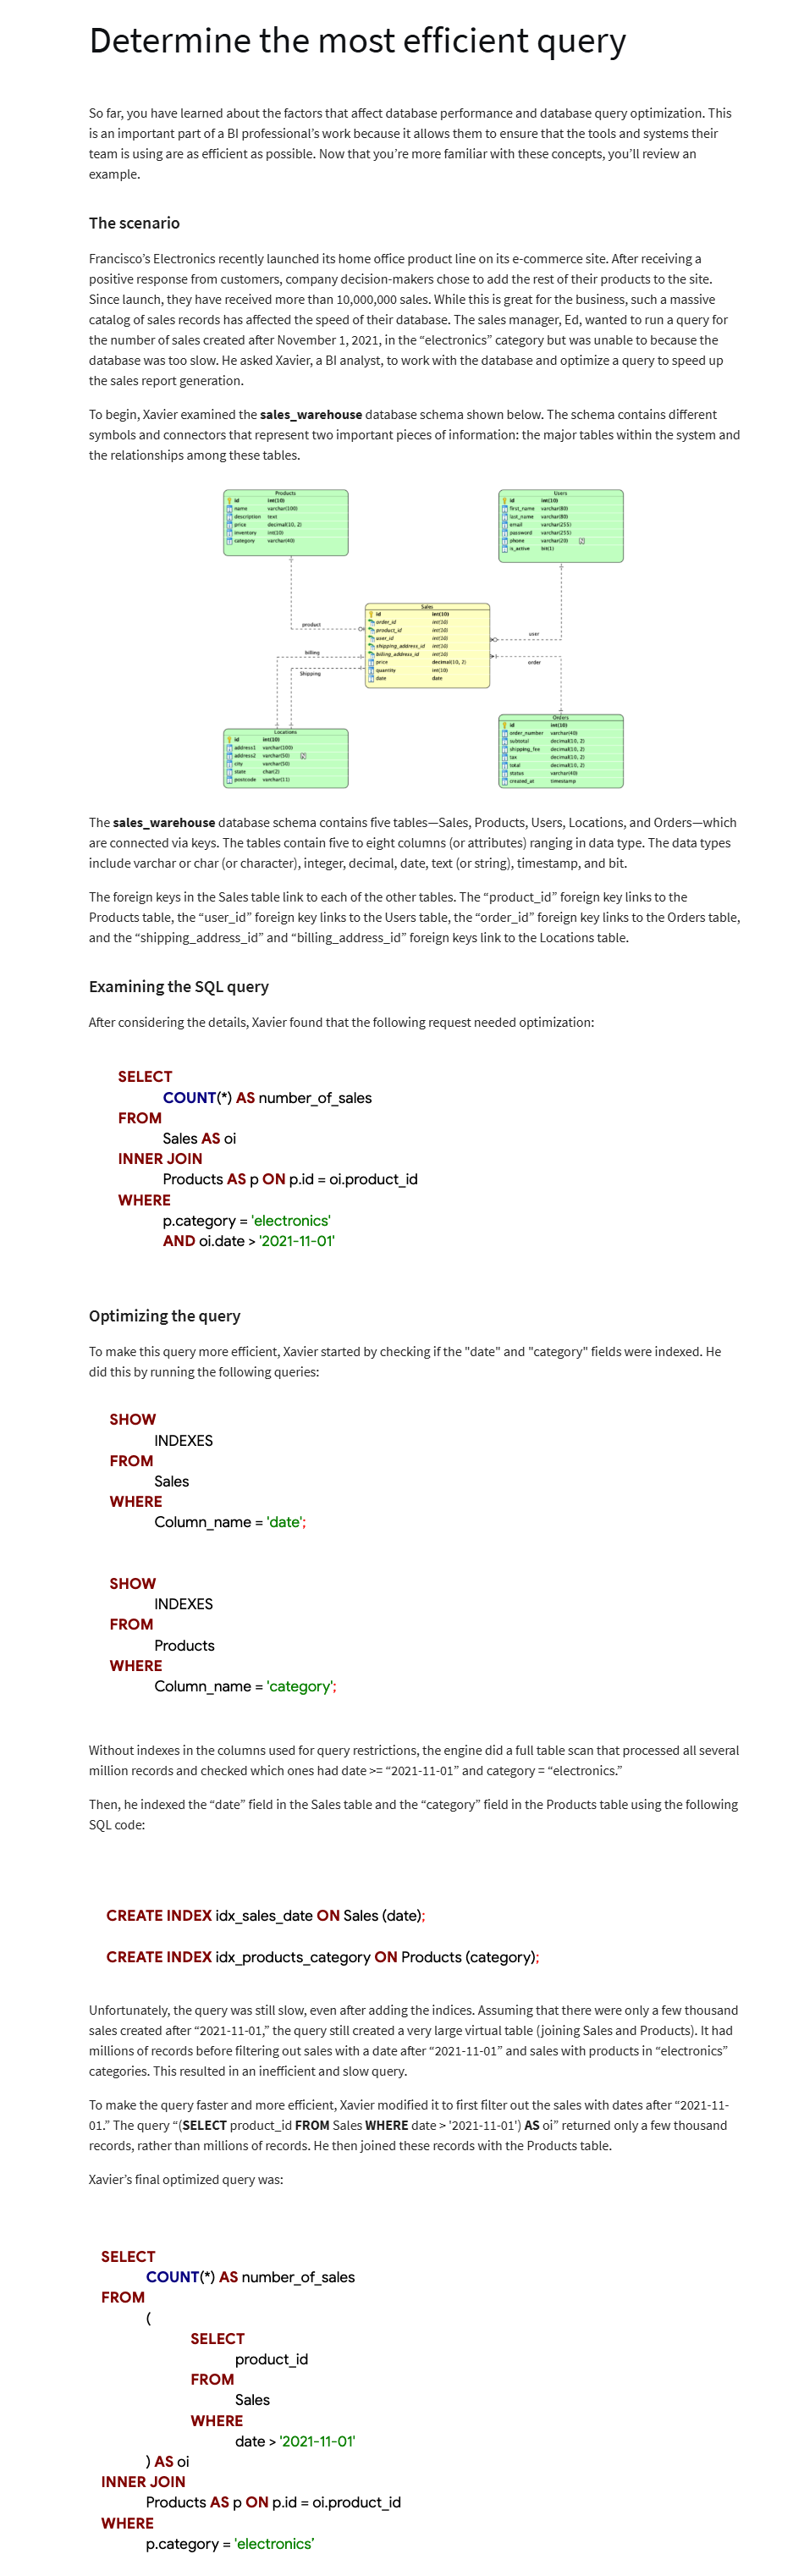 Determine the most efficient query
So far, you have learned about the factors that affect database performance and database query optimization. This
is an important part of a BI professional’s work because it allows them to ensure that the tools and systems their
team is using are as efficient as possible. Now that you’re more familiar with these concepts, you’ll review an
example.
The scenario
Francisco’s Electronics recently launched its home office product line on its e-commerce site. After receiving a
positive response from customers, company decision-makers chose to add the rest of their products to the site.
Since launch, they have received more than 10,000,000 sales. While this is great for the business, such a massive
catalog of sales records has affected the speed of their database. The sales manager, Ed, wanted to run a query for
the number of sales created after November 1, 2021, in the “electronics” category but was unable to because the
database was too slow. He asked Xavier, a BI analyst, to work with the database and optimize a query to speed up
the sales report generation.
To begin, Xavier examined the sales_warehouse database schema shown below. The schema contains different
symbols and connectors that represent two important pieces of information: the major tables within the system and
the relationships among these tables.
Products
id int(10)
name varchar(100)
description text
price decimal(10, 2)
inventory int(10)
category varchar(40)
Users
id int(10)
first_name varchar(80)
last_name varchar(80)
email varchar(255)
password varchar(255)
phone varchar(20)
is_active bit(1)
Sales
id int(10)
order_id int(10)
product_id int(10)
user_id int(10)
shipping_address_id int(10)
billing_address_id int(10)
price decimal(10, 2)
quantity int(10)
date date
product
user
billing
Shipping
order
Locations
id int(10)
address1 varchar(100)
address2 varchar(50)
city varchar(50)
state char(2)
postcode varchar(11)
Orders
id int(10)
order_number varchar(40)
subtotal decimal(10, 2)
shipping_fee decimal(10, 2)
tax decimal(10, 2)
total decimal(10, 2)
status varchar(40)
created_at timestamp
The sales_warehouse database schema contains five tables—Sales, Products, Users, Locations, and Orders—which
are connected via keys. The tables contain five to eight columns (or attributes) ranging in data type. The data types
include varchar or char (or character), integer, decimal, date, text (or string), timestamp, and bit.
The foreign keys in the Sales table link to each of the other tables. The “product_id” foreign key links to the
Products table, the “user_id” foreign key links to the Users table, the “order_id” foreign key links to the Orders table,
and the “shipping_address_id” and “billing_address_id” foreign keys link to the Locations table.
Examining the SQL query
After considering the details, Xavier found that the following request needed optimization:
SELECT
COUNT(*) AS number_of_sales
FROM
Sales AS oi
INNER JOIN
Products AS p ON p.id = oi.product_id
WHERE
p.category = 'electronics'
AND oi.date > '2021-11-01'
Optimizing the query
To make this query more efficient, Xavier started by checking if the "date" and "category" fields were indexed. He
did this by running the following queries:
SHOW
INDEXES
FROM
Sales
WHERE
Column_name = 'date';
SHOW
INDEXES
FROM
Products
WHERE
Column_name = 'category';
Without indexes in the columns used for query restrictions, the engine did a full table scan that processed all several
million records and checked which ones had date >= “2021-11-01” and category = “electronics.”
Then, he indexed the “date” field in the Sales table and the “category” field in the Products table using the following
SQL code:
CREATE INDEX idx_sales_date ON Sales (date);
CREATE INDEX idx_products_category ON Products (category);
Unfortunately, the query was still slow, even after adding the indices. Assuming that there were only a few thousand
sales created after “2021-11-01,” the query still created a very large virtual table (joining Sales and Products). It had
millions of records before filtering out sales with a date after “2021-11-01” and sales with products in “electronics”
categories. This resulted in an inefficient and slow query.
To make the query faster and more efficient, Xavier modified it to first filter out the sales with dates after “2021-11-
01.” The query “(SELECT product_id FROM Sales WHERE date > '2021-11-01') AS oi” returned only a few thousand
records, rather than millions of records. He then joined these records with the Products table.
Xavier’s final optimized query was:
SELECT
COUNT(*) AS number_of_sales
FROM
(
SELECT
product_id
FROM
Sales
WHERE
date > '2021-11-01'
) AS oi
INNER JOIN
Products AS p ON p.id = oi.product_id
WHERE
p.category = 'electronics’